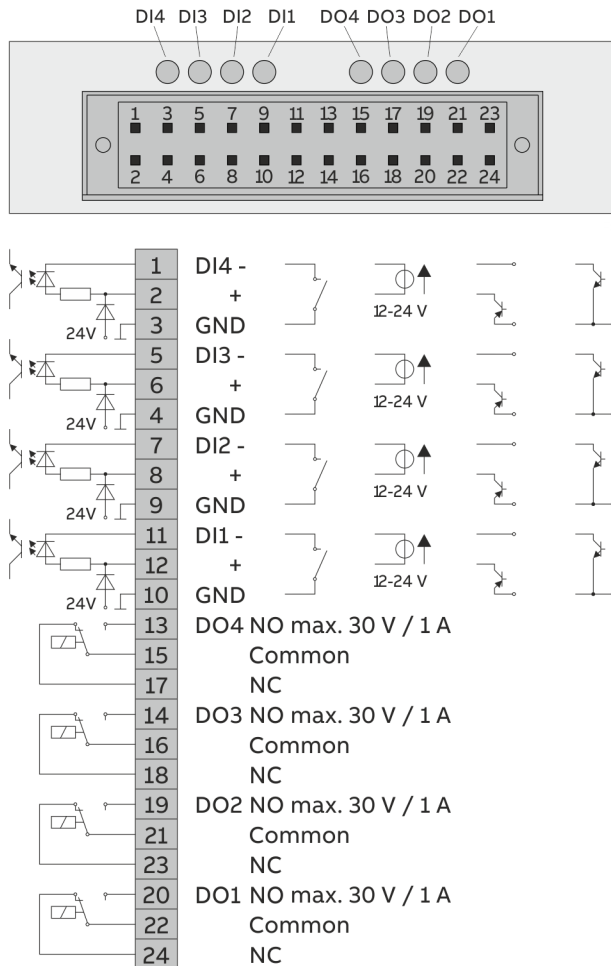 DI4 DI3 DI2 DI1 DO4 DO3 DO2 DO1
1 3 5 7 9 11 13 15 17 19 21 23
2 4 6 8 10 12 14 16 18 20 22 24
1 DI4 -
2 + 12-24 V
24V 3 GND
5 DI3 -
6 + 12-24 V
24V 4 GND
7 DI2 -
8 + 12-24 V
24V 9 GND
11 DI1 -
12 + 12-24 V
24V 10 GND
13 DO4 NO max. 30 V / 1 A
15 Common
17 NC
14 DO3 NO max. 30 V / 1 A
16 Common
18 NC
19 DO2 NO max. 30 V / 1 A
21 Common
23 NC
20 DO1 NO max. 30 V / 1 A
22 Common
24 NC